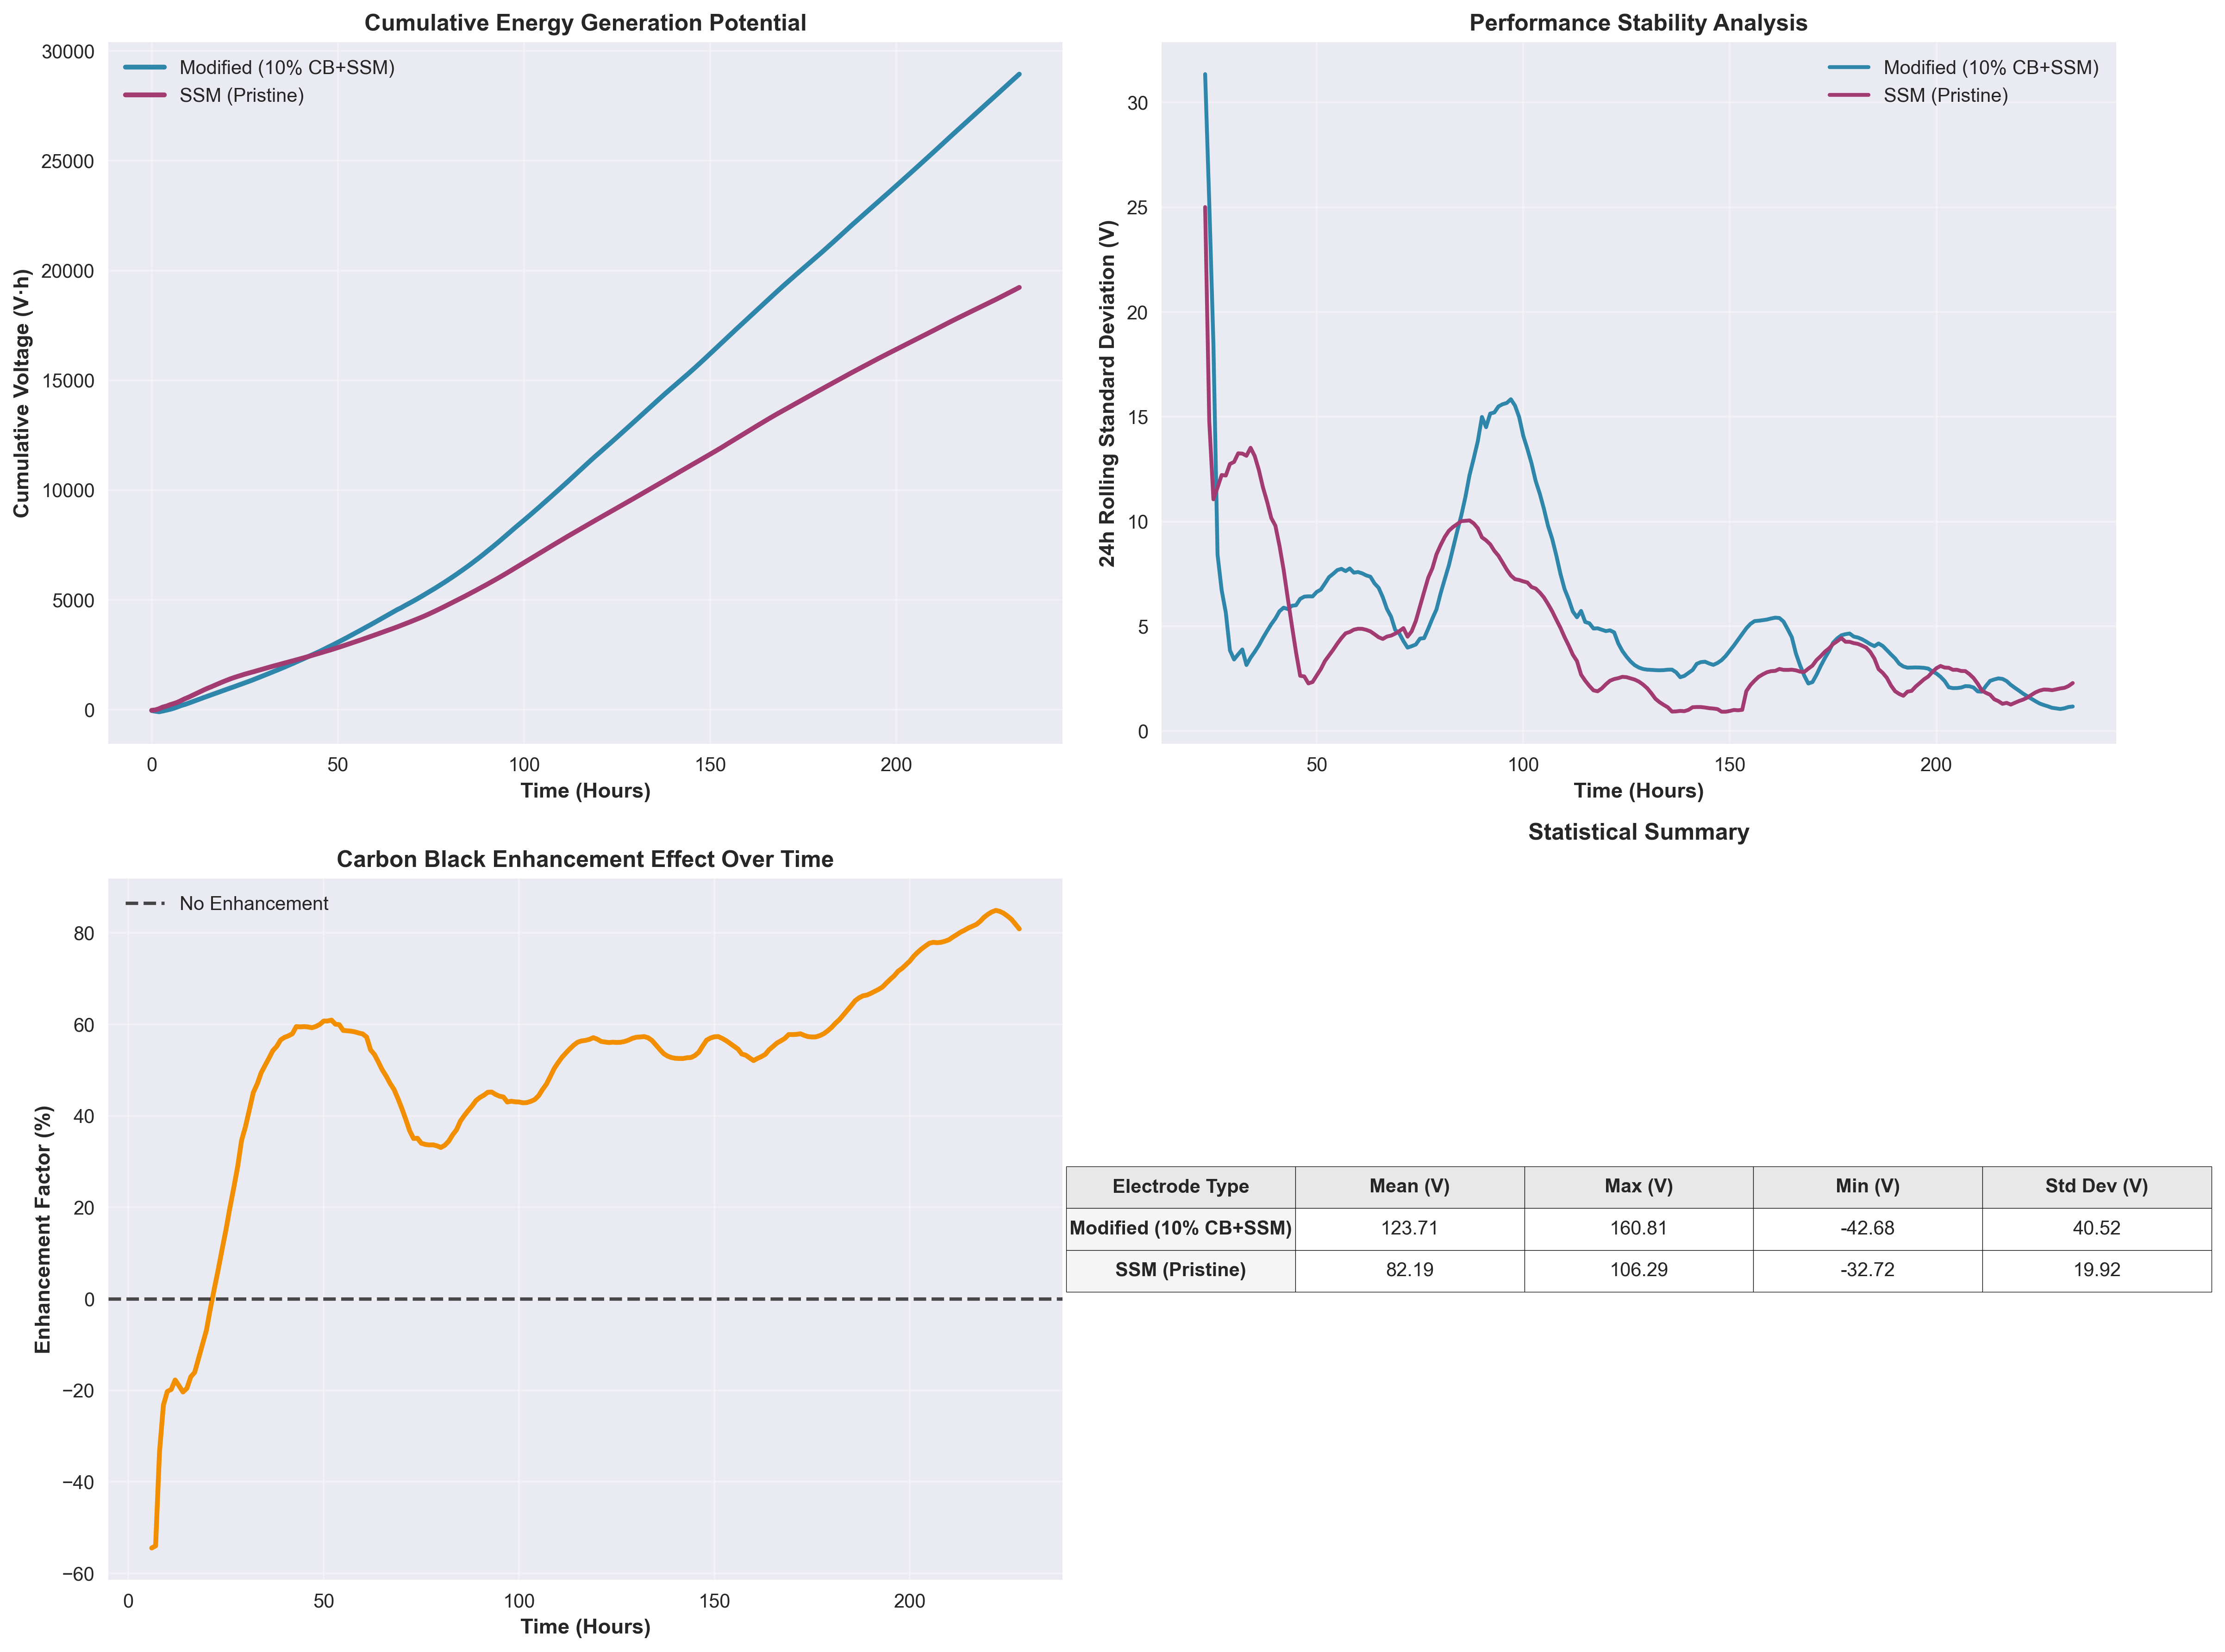 Cumulative Energy Generation Potential
Cumulative Voltage (V·h)
30000
25000
20000
15000
10000
5000
0
Modified (10% CB+SSM)
SSM (Pristine)
0 50 100 150 200
Time (Hours)
Performance Stability Analysis
24h Rolling Standard Deviation (V)
30
25
20
15
10
5
0
Modified (10% CB+SSM)
SSM (Pristine)
50 100 150 200
Time (Hours)
Carbon Black Enhancement Effect Over Time
Enhancement Factor (%)
80
60
40
20
0
−20
−40
−60
No Enhancement
0 50 100 150 200
Time (Hours)
Statistical Summary
Electrode Type Mean (V) Max (V) Min (V) Std Dev (V)
Modified (10% CB+SSM) 123.71 160.81 -42.68 40.52
SSM (Pristine) 82.19 106.29 -32.72 19.92